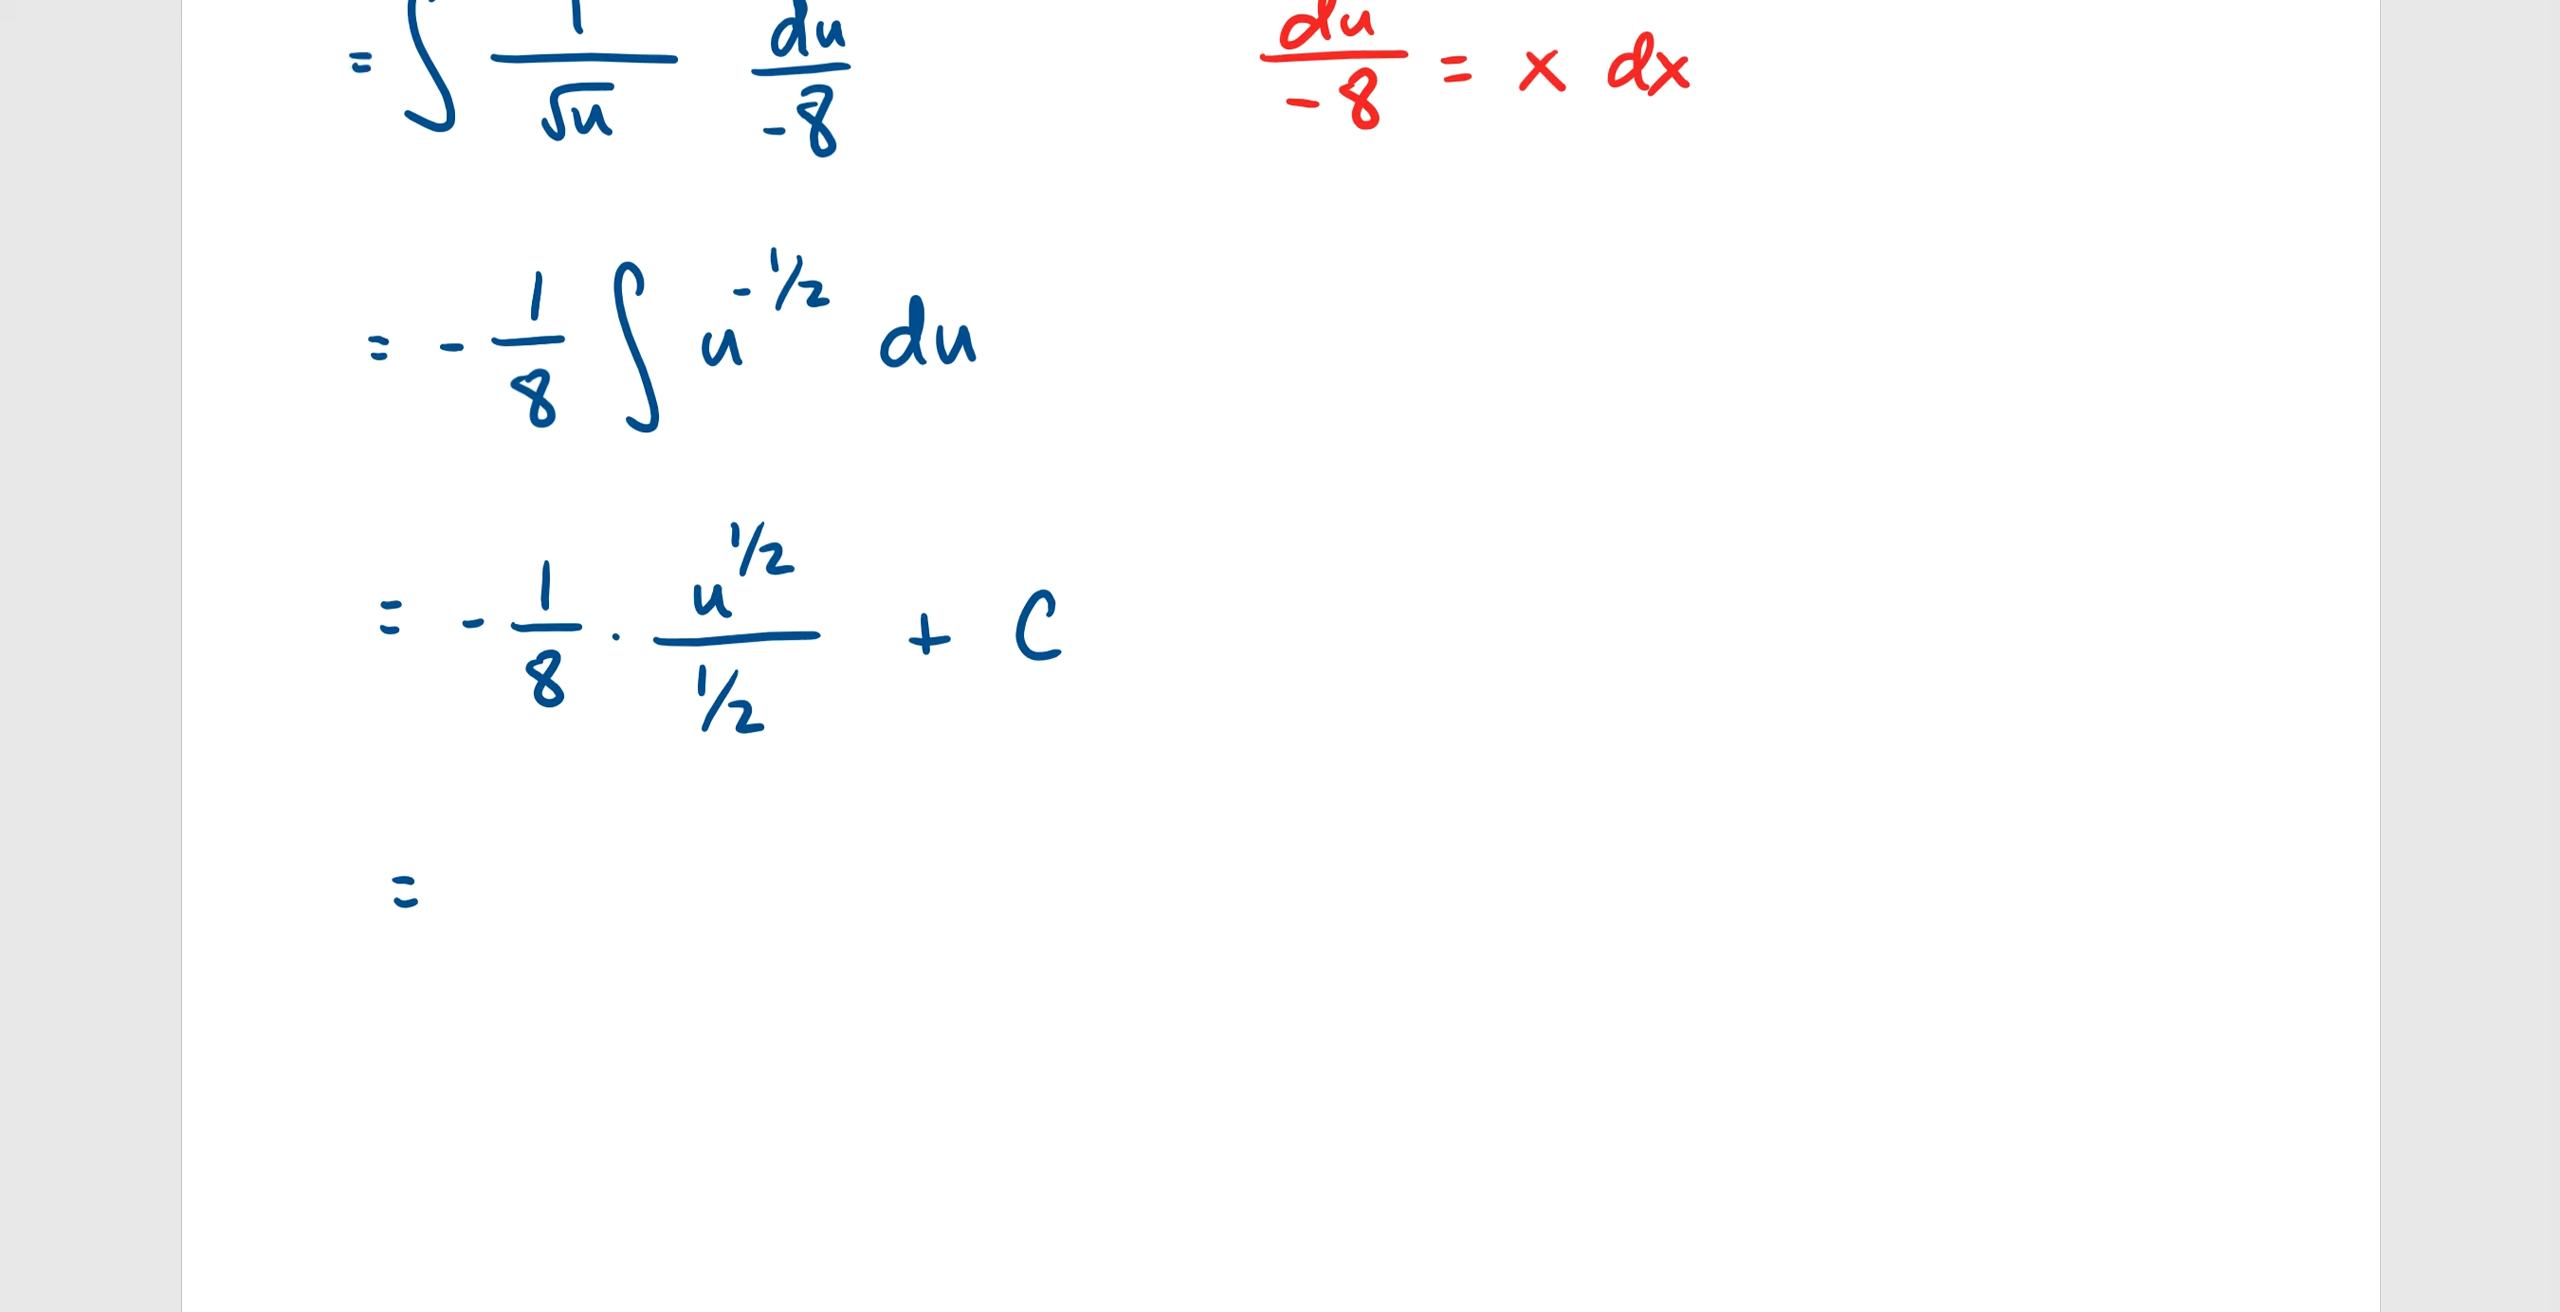 = ∫ 1/√u du/-8
du/-8 = x dx
= - 1/8 ∫ u^(-1/2) du
= - 1/8 · u^(1/2)/(1/2) + C
=